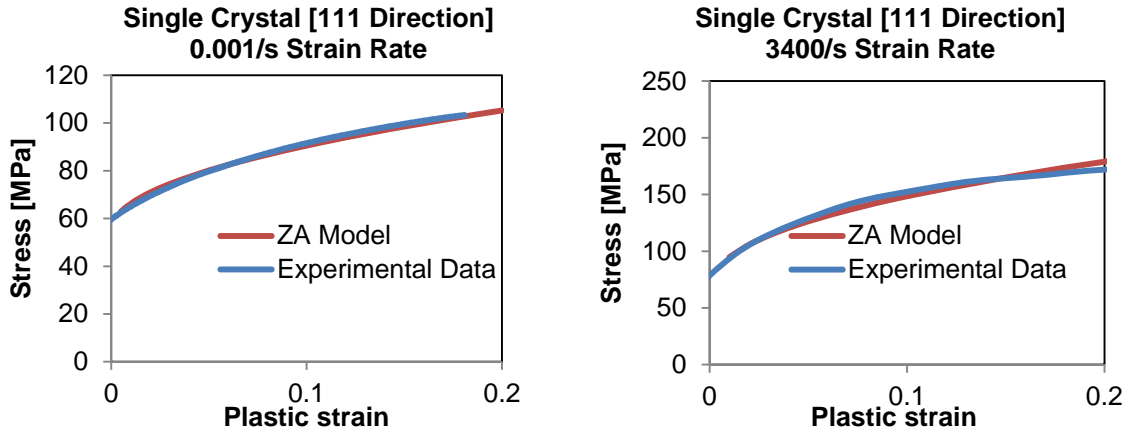 Single Crystal [111 Direction]
0.001/s Strain Rate
120
100
80
60
40
20
0
0
0.1
0.2
Stress [MPa]
Plastic strain
ZA Model
Experimental Data
Single Crystal [111 Direction]
3400/s Strain Rate
250
200
150
100
50
0
0
0.1
0.2
Stress [MPa]
Plastic strain
ZA Model
Experimental Data